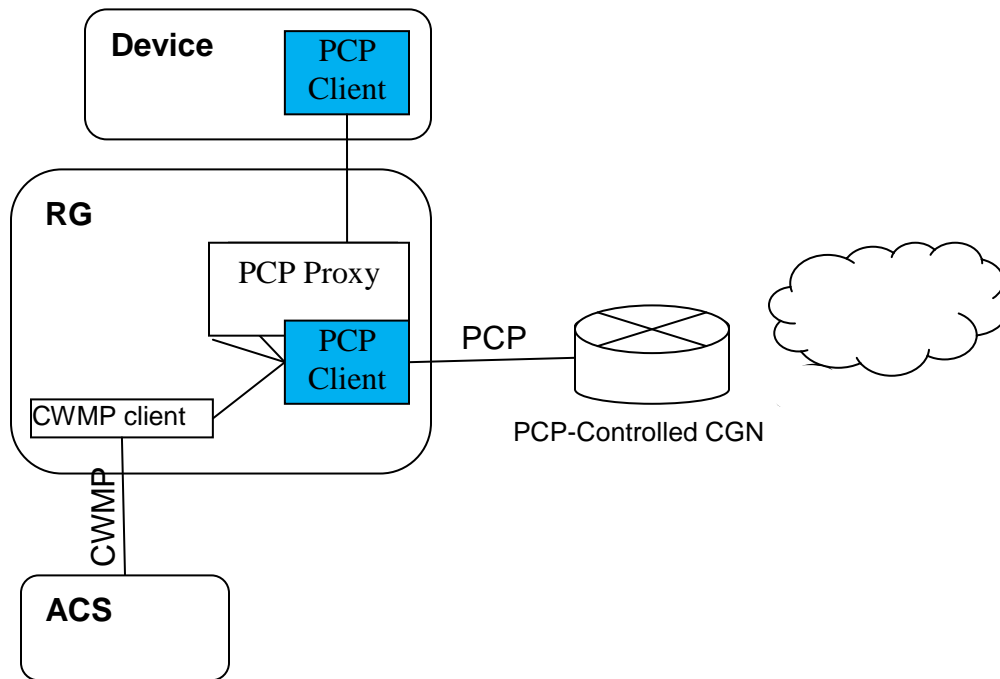 Device
PCP
Client
RG
PCP Proxy
PCP
Client
PCP
CWMP client
PCP-Controlled CGN
CWMP
ACS